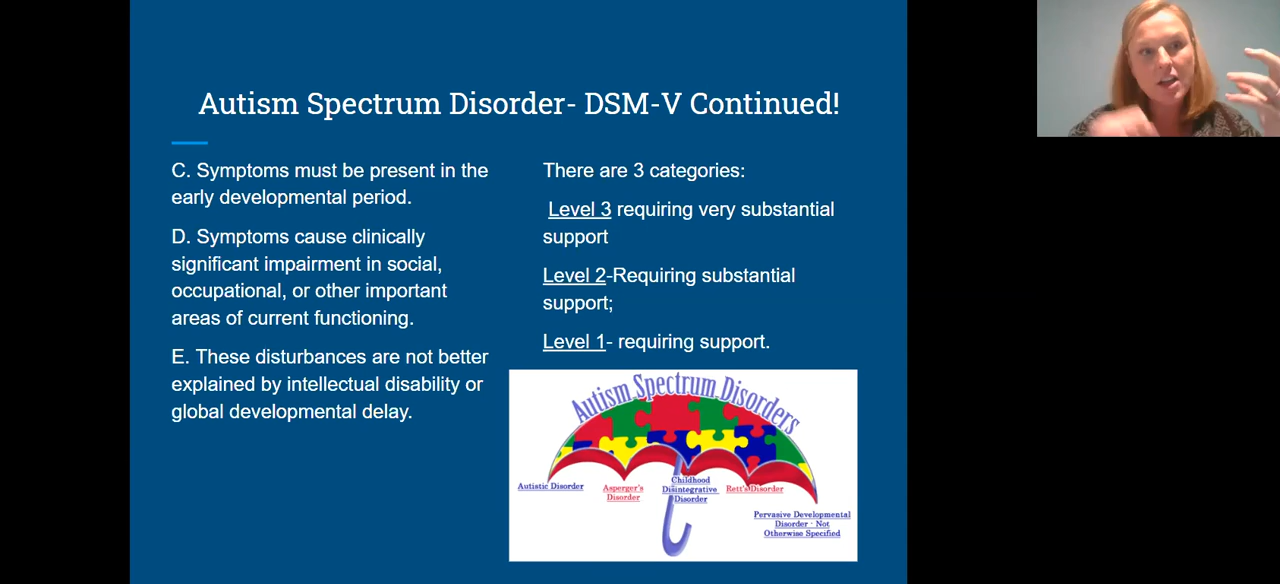 Autism Spectrum Disorder- DSM-V Continued!
C. Symptoms must be present in the
early developmental period.
D. Symptoms cause clinically
significant impairment in social,
occupational, or other important
areas of current functioning.
E. These disturbances are not better
explained by intellectual disability or
global developmental delay.
There are 3 categories:
Level 3 requiring very substantial
support
Level 2-Requiring substantial
support;
Level 1- requiring support.
Autism Spectrum Disorders
Autistic Disorder
Asperger's
Disorder
Childhood
Disintegrative
Disorder
Rett's Disorder
Pervasive Developmental
Disorder - Not
Otherwise Specified